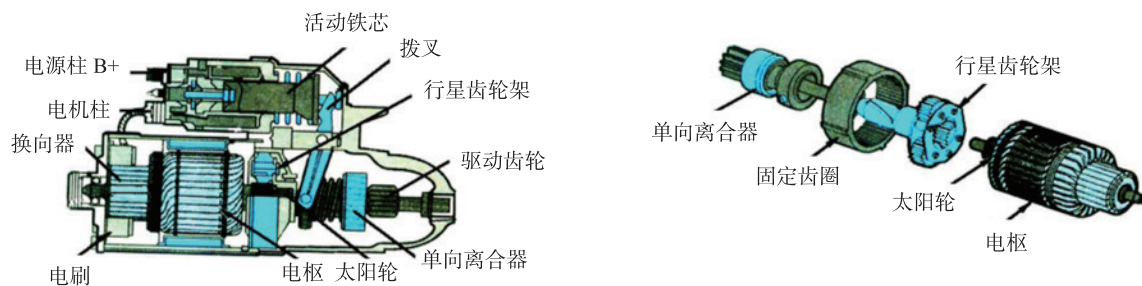 活动铁芯
拨叉
电源柱 B+
行星齿轮架
电机柱
换向器
驱动齿轮
电刷
电枢
太阳轮
单向离合器
行星齿轮架
单向离合器
固定齿圈
太阳轮
电枢